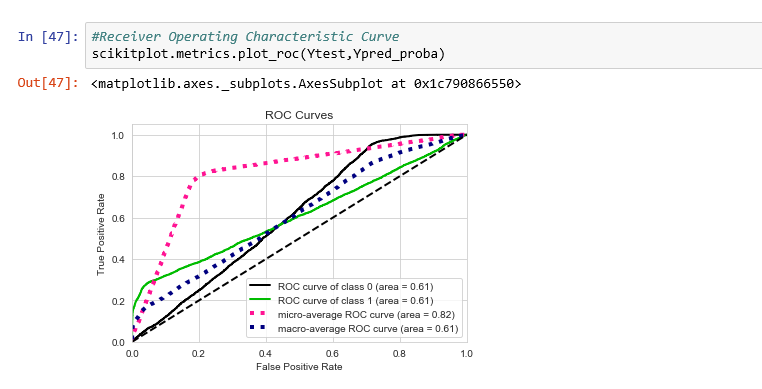 In [47]: #Receiver Operating Characteristic Curve
scikitplot.metrics.plot_roc(Ytest,Ypred_proba)
Out[47]: <matplotlib.axes._subplots.AxesSubplot at 0x1c790866550>
ROC Curves
1.0
0.8
0.6
0.4
0.2
0.0
True Positive Rate
ROC curve of class 0 (area = 0.61)
ROC curve of class 1 (area = 0.61)
micro-average ROC curve (area = 0.82)
macro-average ROC curve (area = 0.61)
0.0 0.2 0.4 0.6 0.8 1.0
False Positive Rate